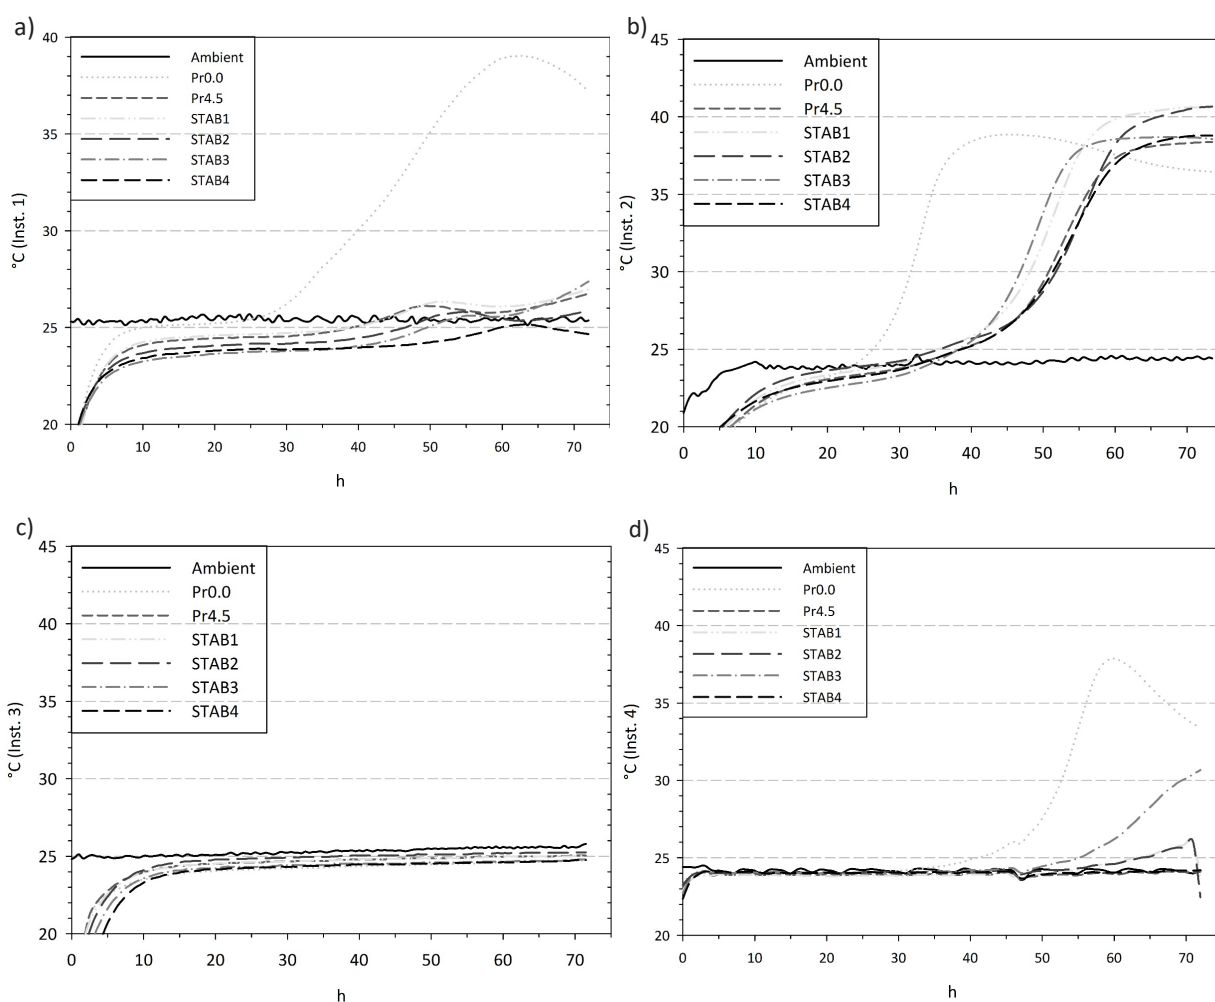 a)
°C (Inst. 1)
40
35
30
25
20
Ambient
Pr0.0
Pr4.5
STAB1
STAB2
STAB3
STAB4
0 10 20 30 40 50 60 70
h
b)
°C (Inst. 2)
45
40
35
30
25
20
Ambient
Pr0.0
Pr4.5
STAB1
STAB2
STAB3
STAB4
0 10 20 30 40 50 60 70
h
c)
°C (Inst. 3)
45
40
35
30
25
20
Ambient
Pr0.0
Pr4.5
STAB1
STAB2
STAB3
STAB4
0 10 20 30 40 50 60 70
h
d)
°C (Inst. 4)
45
40
35
30
25
20
Ambient
Pr0.0
Pr4.5
STAB1
STAB2
STAB3
STAB4
0 10 20 30 40 50 60 70
h